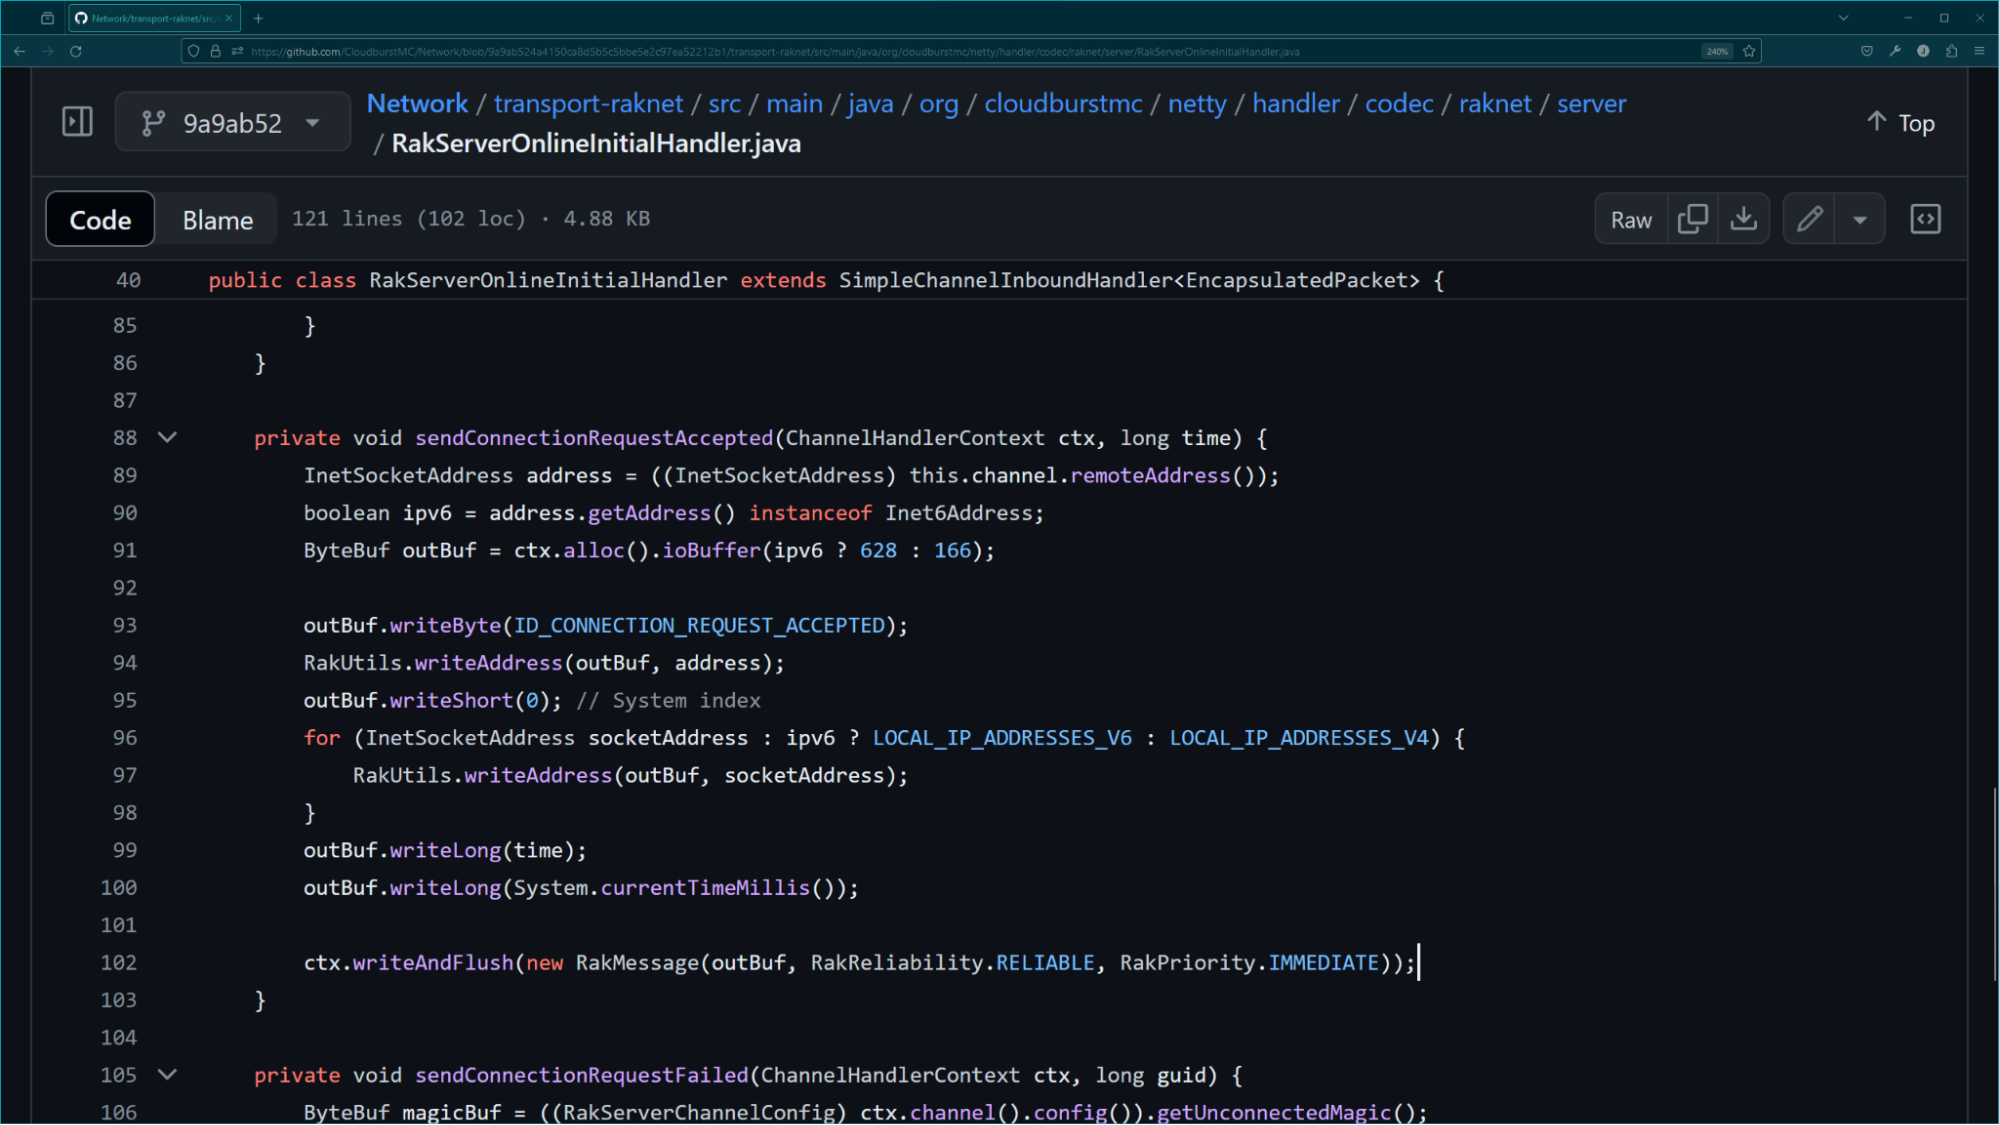 Network/transport-raknet/src/
https://github.com/CloudburstMC/Network/blob/9a9ab524a4150ca8d5b5c5bbe5e2c97ea52212b1/transport-raknet/src/main/java/org/cloudburstmc/netty/handler/codec/raknet/server/RakServerOnlineInitialHandler.java
240%
9a9ab52
Network / transport-raknet / src / main / java / org / cloudburstmc / netty / handler / codec / raknet / server
/ RakServerOnlineInitialHandler.java
Top
Code
Blame
121 lines (102 loc) · 4.88 KB
Raw
40 public class RakServerOnlineInitialHandler extends SimpleChannelInboundHandler<EncapsulatedPacket> {
85 }
86 }
87
88 private void sendConnectionRequestAccepted(ChannelHandlerContext ctx, long time) {
89 InetSocketAddress address = ((InetSocketAddress) this.channel.remoteAddress());
90 boolean ipv6 = address.getAddress() instanceof Inet6Address;
91 ByteBuf outBuf = ctx.alloc().ioBuffer(ipv6 ? 628 : 166);
92
93 outBuf.writeByte(ID_CONNECTION_REQUEST_ACCEPTED);
94 RakUtils.writeAddress(outBuf, address);
95 outBuf.writeShort(0); // System index
96 for (InetSocketAddress socketAddress : ipv6 ? LOCAL_IP_ADDRESSES_V6 : LOCAL_IP_ADDRESSES_V4) {
97 RakUtils.writeAddress(outBuf, socketAddress);
98 }
99 outBuf.writeLong(time);
100 outBuf.writeLong(System.currentTimeMillis());
101
102 ctx.writeAndFlush(new RakMessage(outBuf, RakReliability.RELIABLE, RakPriority.IMMEDIATE));
103 }
104
105 private void sendConnectionRequestFailed(ChannelHandlerContext ctx, long guid) {
106 ByteBuf magicBuf = ((RakServerChannelConfig) ctx.channel().config()).getUnconnectedMagic();